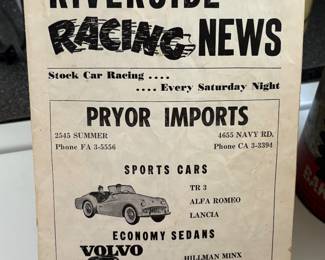 RIVERSIDE
RACING NEWS
Stock Car Racing ....
.... Every Saturday Night
PRYOR IMPORTS
2545 SUMMER 4655 NAVY RD.
Phone FA 3-5556 Phone CA 3-3394
SPORTS CARS
TR 3
ALFA ROMEO
LANCIA
ECONOMY SEDANS
VOLVO
HILLMAN MINX